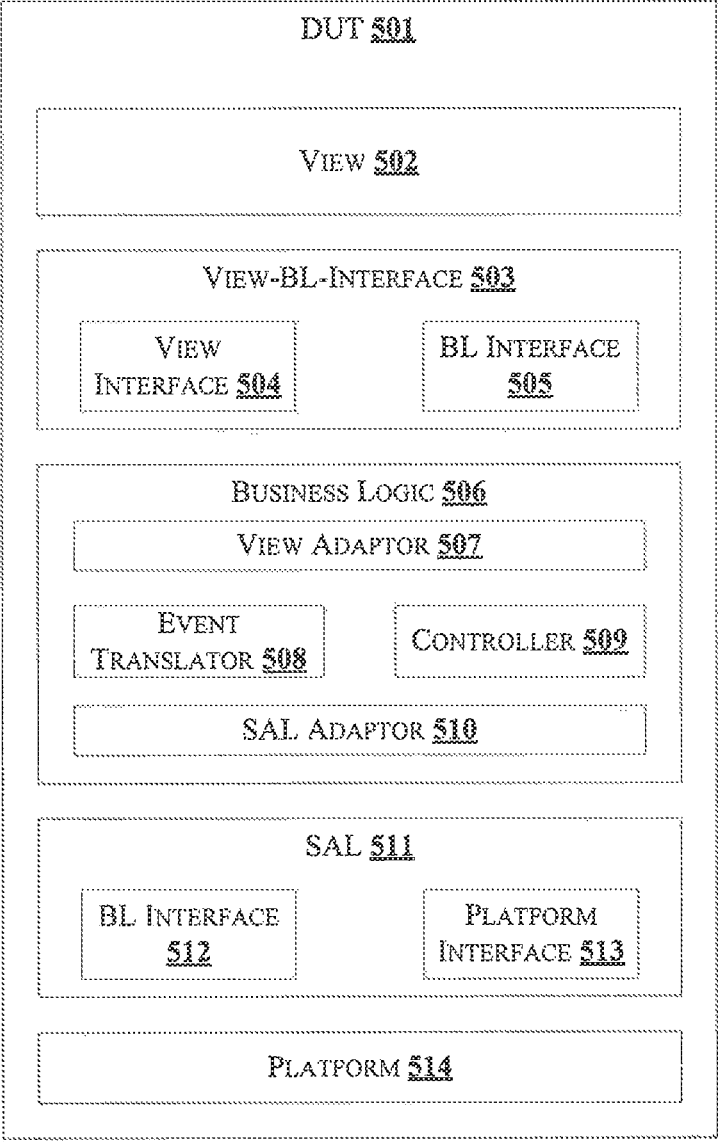 DUT 501
VIEW 502
VIEW-BL-INTERFACE 503
VIEW
INTERFACE 504
BL INTERFACE
505
BUSINESS LOGIC 506
VIEW ADAPTOR 507
EVENT
TRANSLATOR 508
CONTROLLER 509
SAL ADAPTOR 510
SAL 511
BL INTERFACE
512
PLATFORM
INTERFACE 513
PLATFORM 514